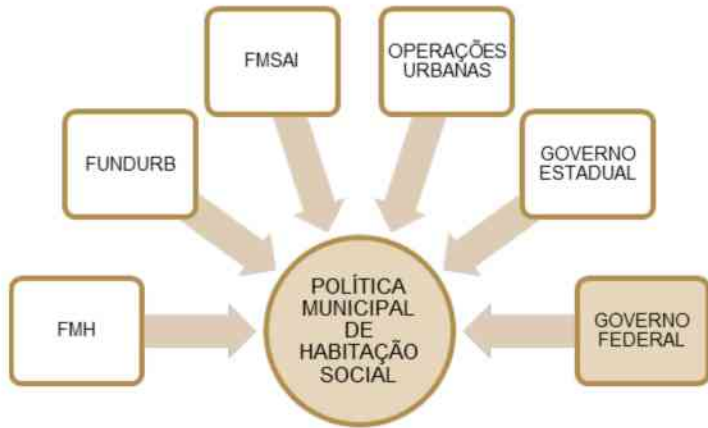 FMSAI
OPERAÇÕES
URBANAS
FUNDURB
GOVERNO
ESTADUAL
FMH
POLÍTICA
MUNICIPAL
DE
HABITAÇÃO
SOCIAL
GOVERNO
FEDERAL